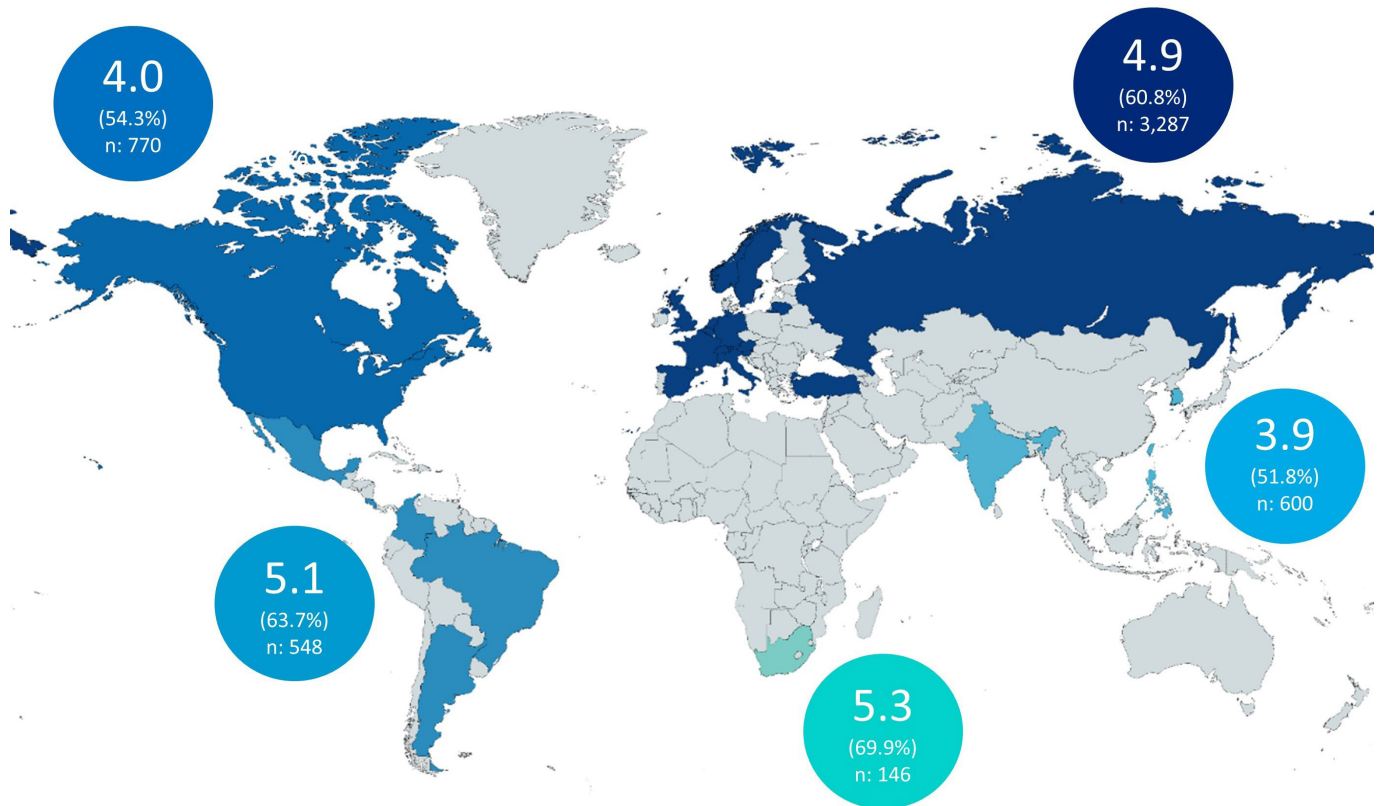 4.0
(54.3%)
n: 770
4.9
(60.8%)
n: 3,287
3.9
(51.8%)
n: 600
5.1
(63.7%)
n: 548
5.3
(69.9%)
n: 146